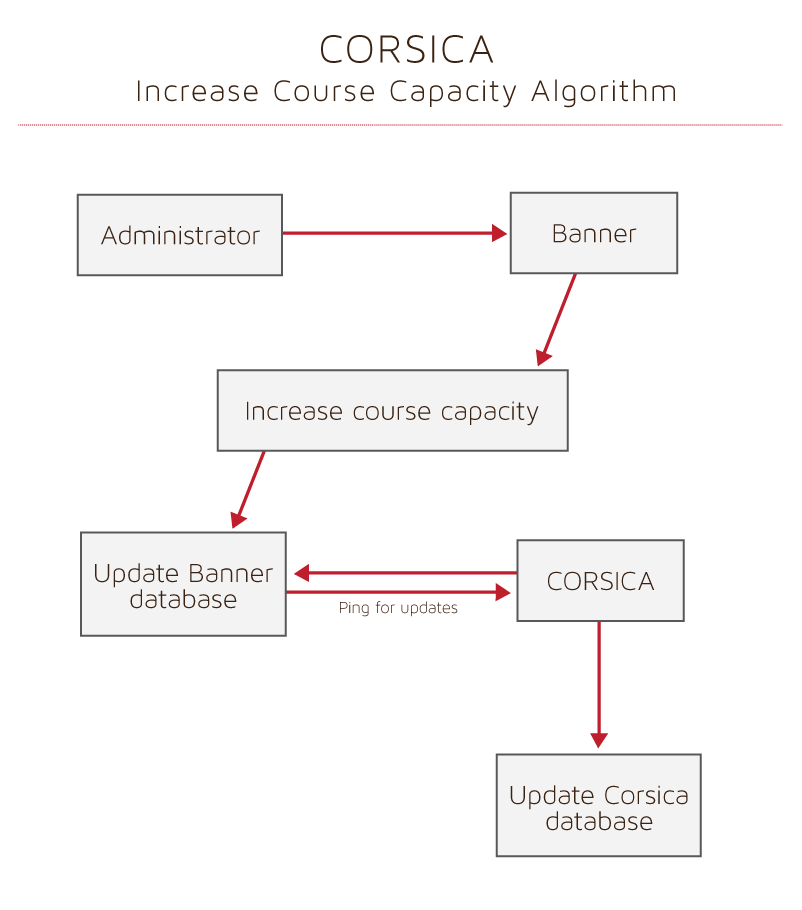 CORSICA
Increase Course Capacity Algorithm
Administrator
Banner
Increase course capacity
Update Banner
database
CORSICA
Ping for updates
Update Corsica
database